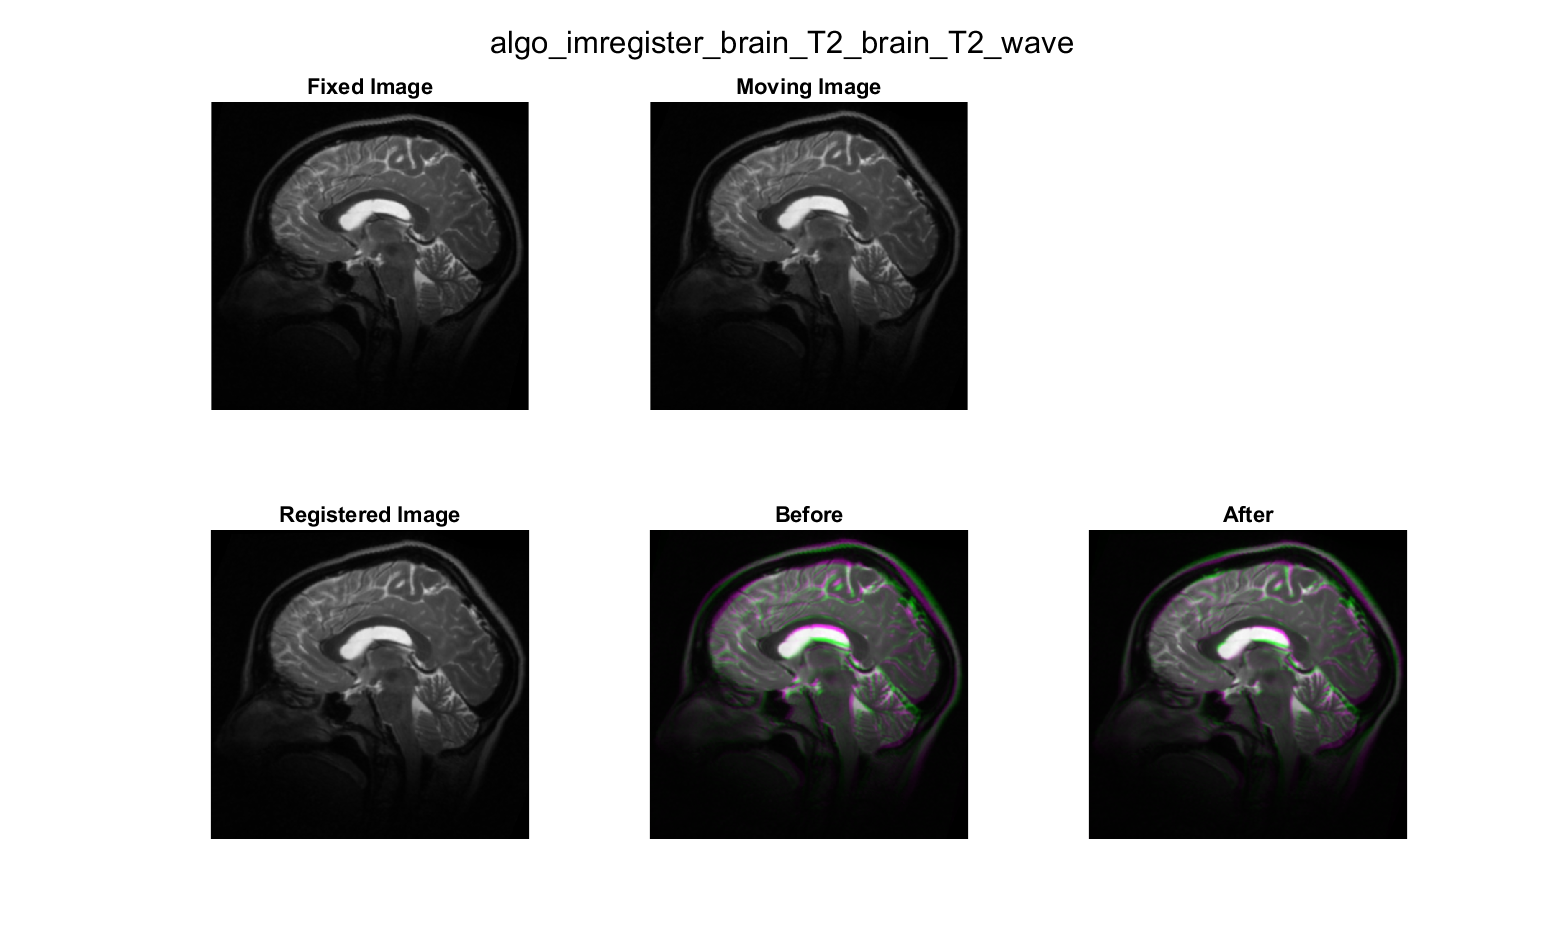 algo_imregister_brain_T2_brain_T2_wave
Fixed Image
Moving Image
Registered Image
Before
After